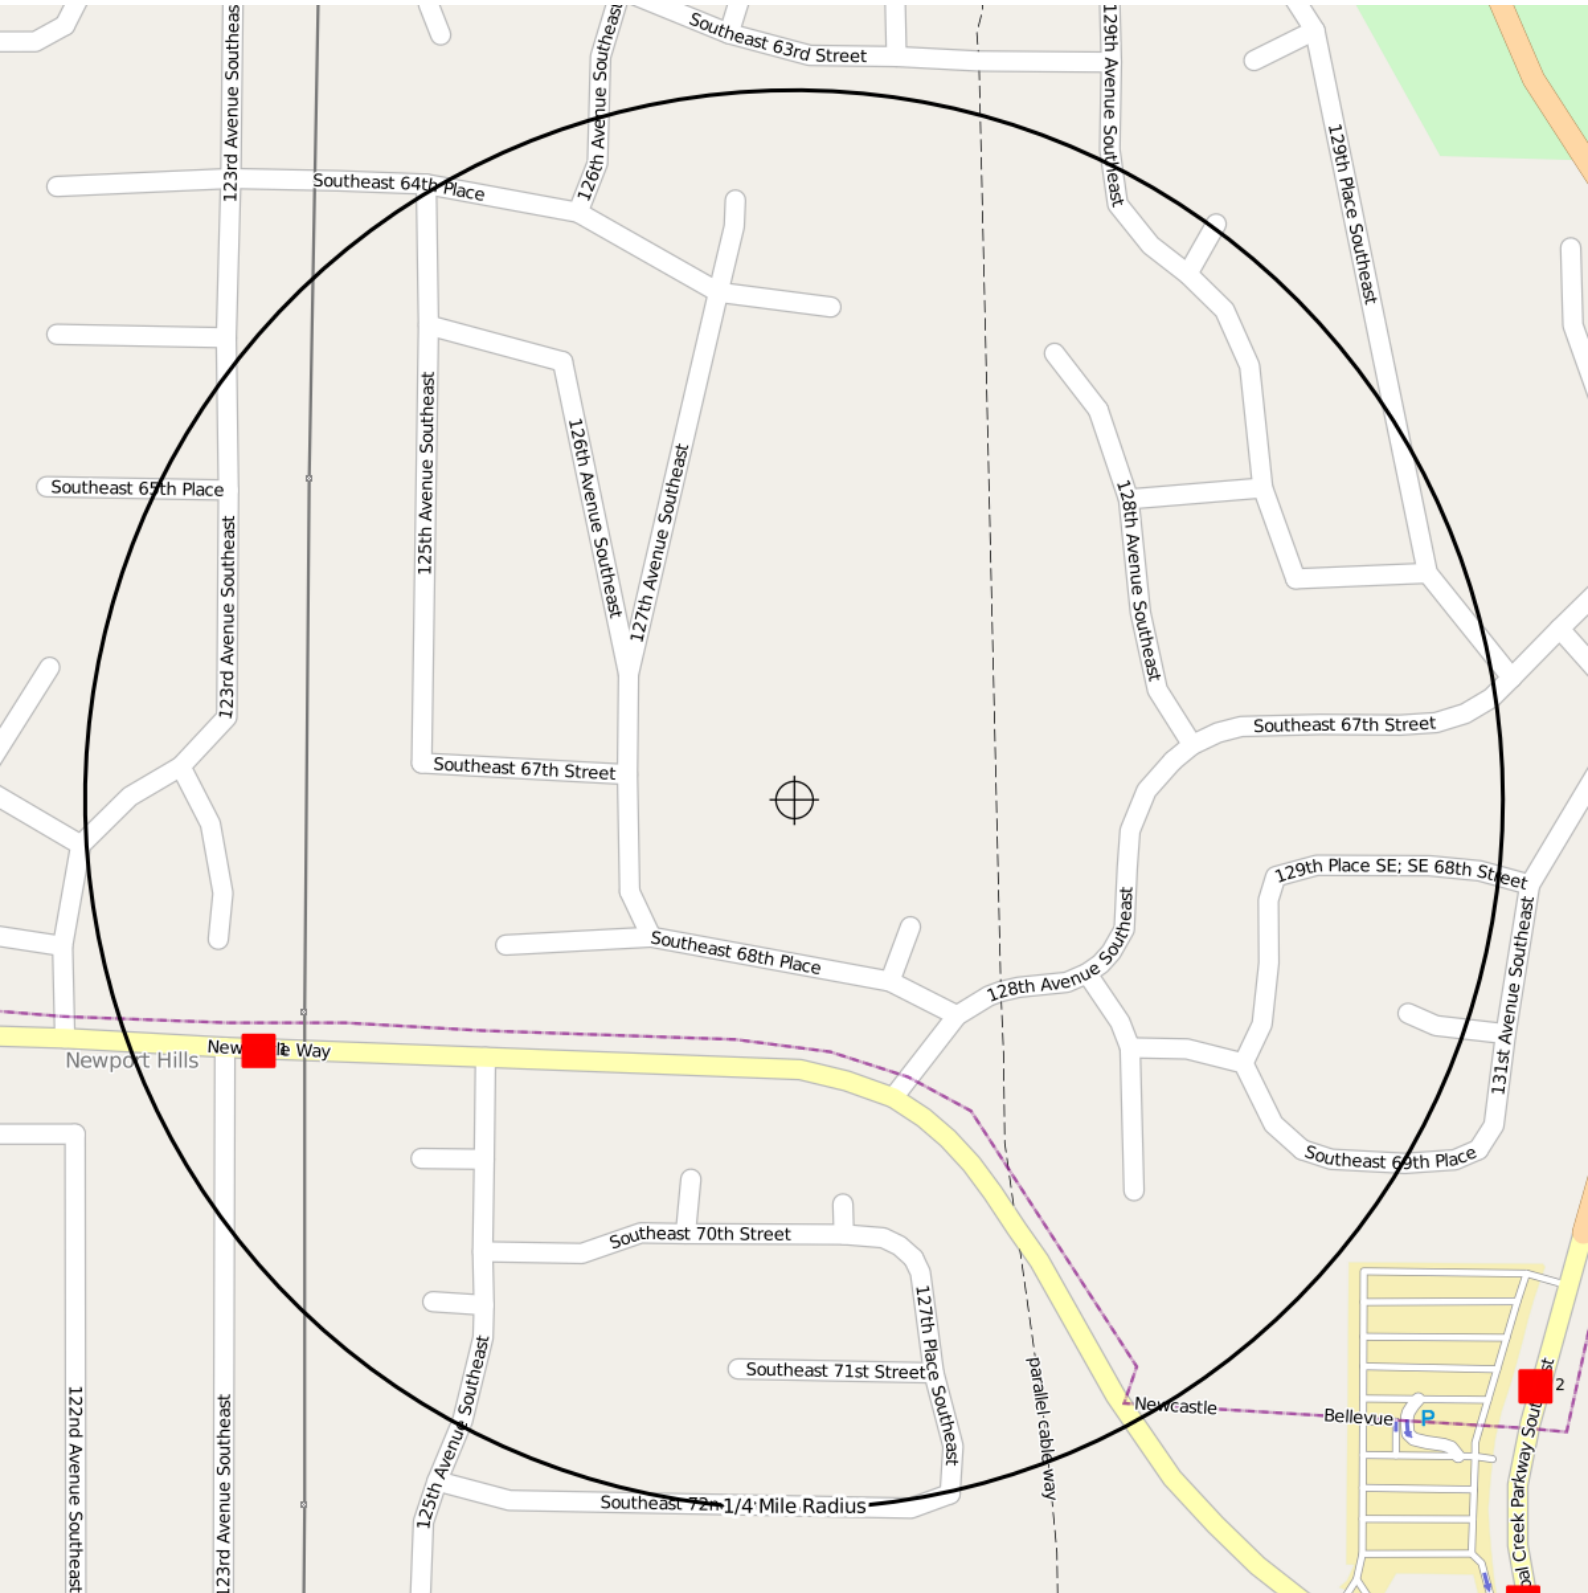 Southeast 63rd Street
123rd Avenue Southeas
126th Avenue Southeast
129th Avenue Southeast
129th Place Southeast
Southeast 64th Place
125th Avenue Southeast
126th Avenue Southeast
127th Avenue Southeast
Southeast 65th Place
123rd Avenue Southeast
128th Avenue Southeast
Southeast 67th Street
Southeast 67th Street
129th Place SE; SE 68th Street
128th Avenue Southeast
Southeast 68th Place
131st Avenue Southeast
Newport Hills
Way
1
Southeast 69th Place
Southeast 70th Street
127th Place Southeast
Southeast 71st Street
125th Avenue Southeast
122nd Avenue Southeast
123rd Avenue Southeast
parallel cable way
Newcastle
Bellevue
P
2
1/4 Mile Radius